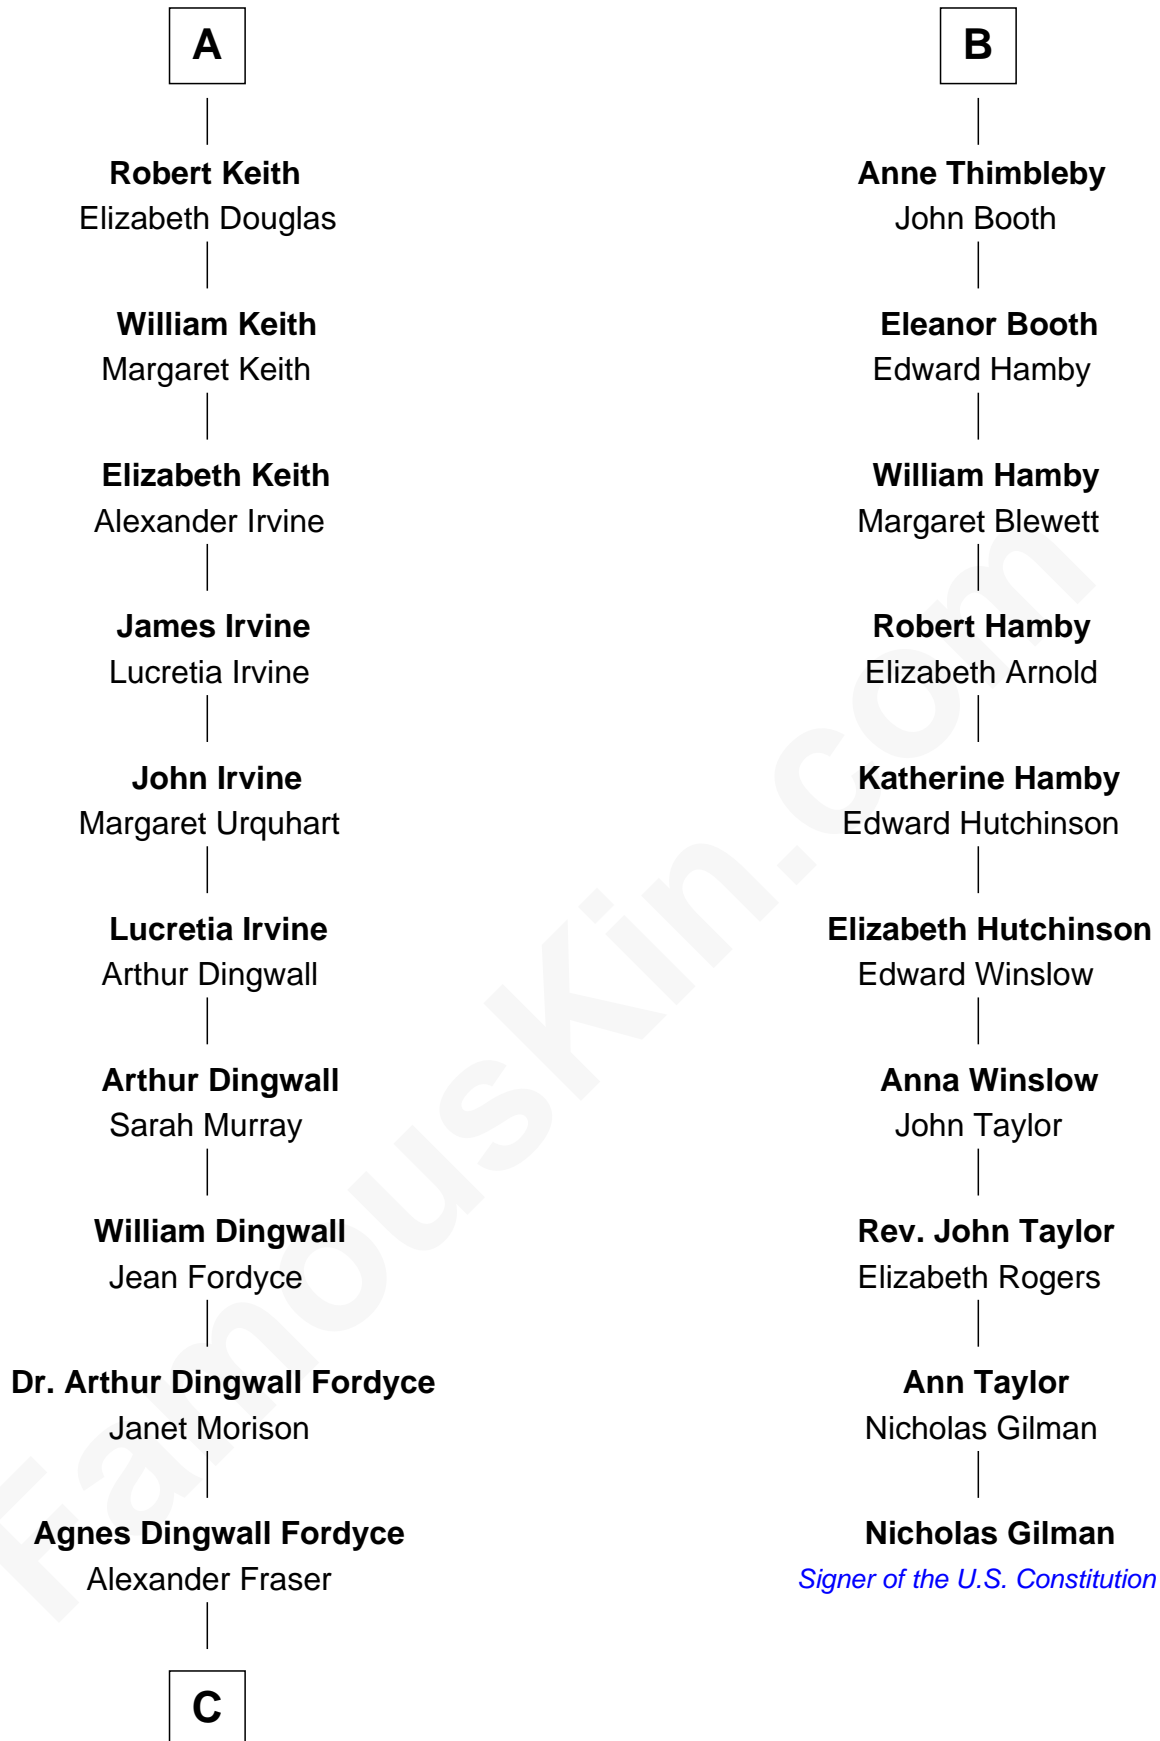 A
Robert Keith
Elizabeth Douglas
William Keith
Margaret Keith
Elizabeth Keith
Alexander Irvine
James Irvine
Lucretia Irvine
John Irvine
Margaret Urquhart
Lucretia Irvine
Arthur Dingwall
Arthur Dingwall
Sarah Murray
William Dingwall
Jean Fordyce
Dr. Arthur Dingwall Fordyce
Janet Morison
Agnes Dingwall Fordyce
Alexander Fraser
C
B
Anne Thimbleby
John Booth
Eleanor Booth
Edward Hamby
William Hamby
Margaret Blewett
Robert Hamby
Elizabeth Arnold
Katherine Hamby
Edward Hutchinson
Elizabeth Hutchinson
Edward Winslow
Anna Winslow
John Taylor
Rev. John Taylor
Elizabeth Rogers
Ann Taylor
Nicholas Gilman
Nicholas Gilman
Signer of the U.S. Constitution
FamousKin.com